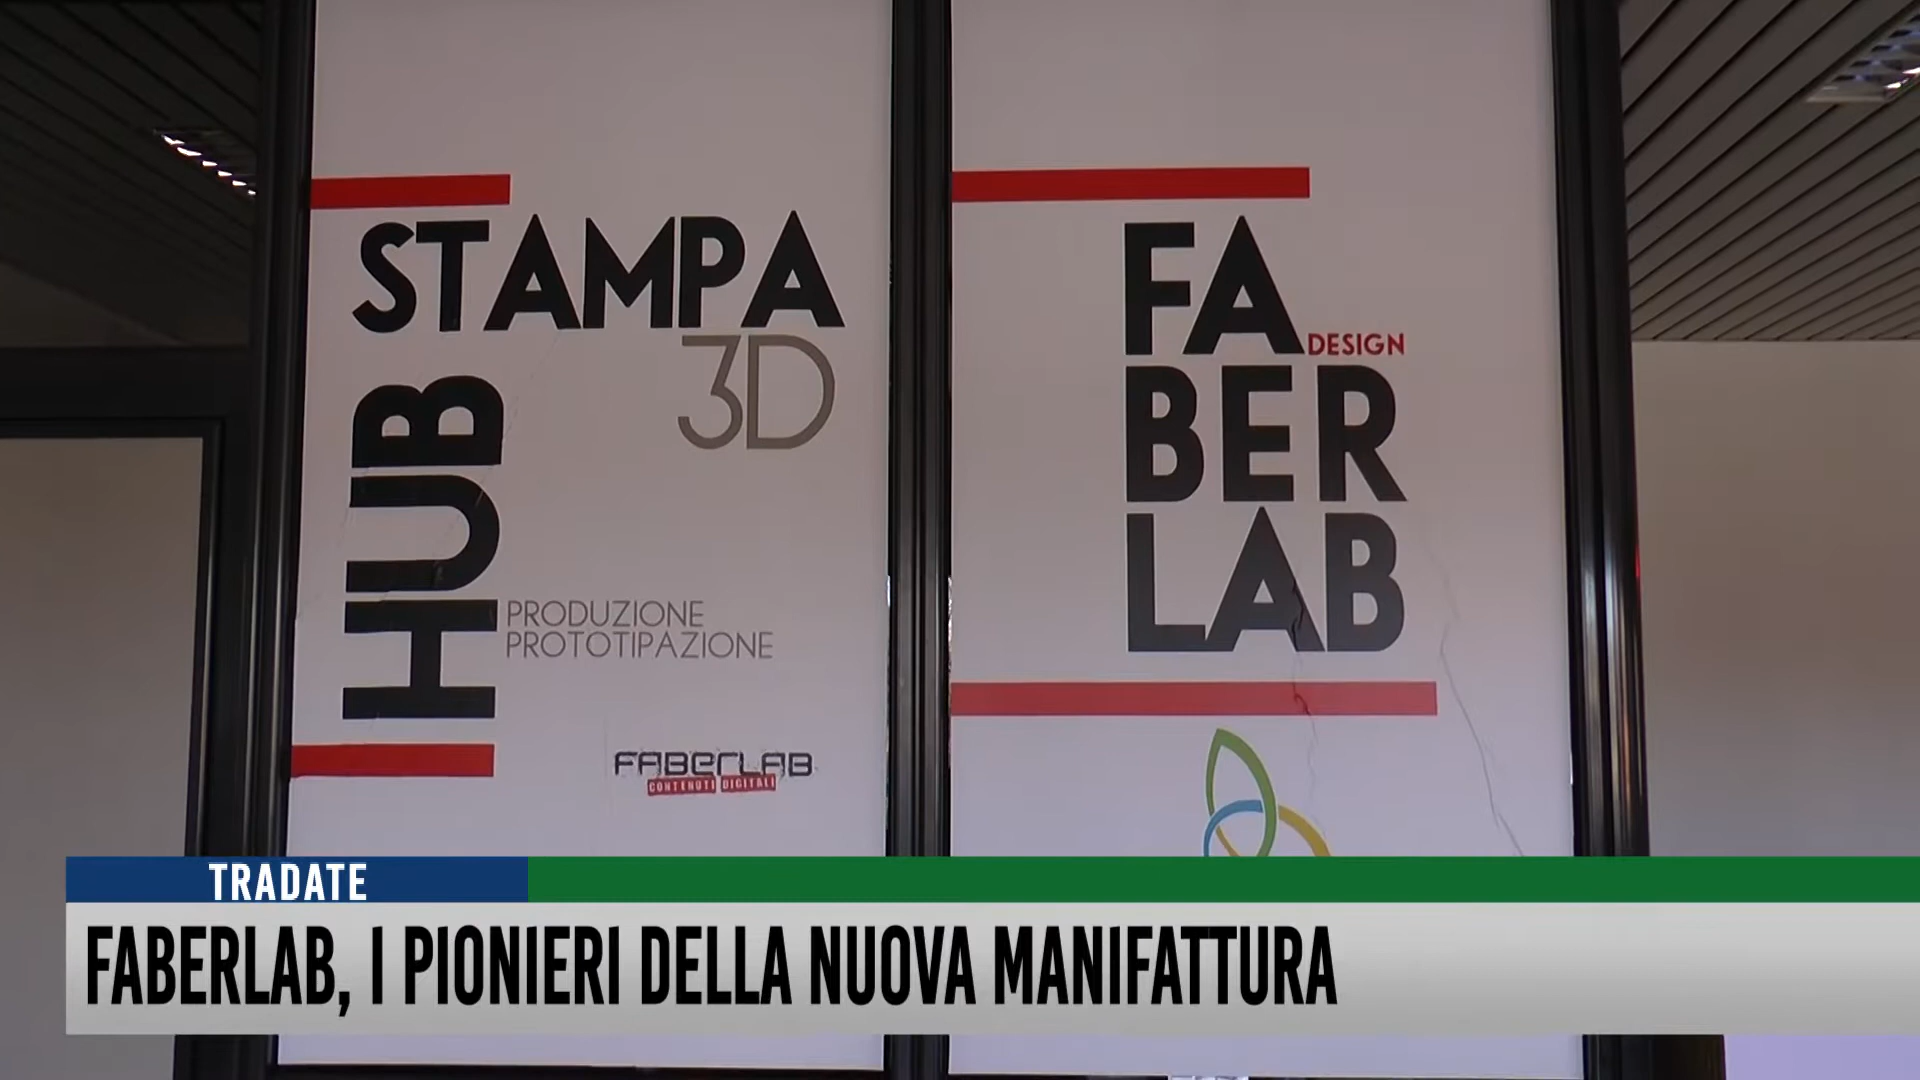 STAMPA
3D
HUB
PRODUZIONE
PROTOTIPAZIONE
FABERLAB
CONTENUTI DIGITALI
FA
DESIGN
BER
LAB
TRADATE
FABERLAB, I PIONIERI DELLA NUOVA MANIFATTURA